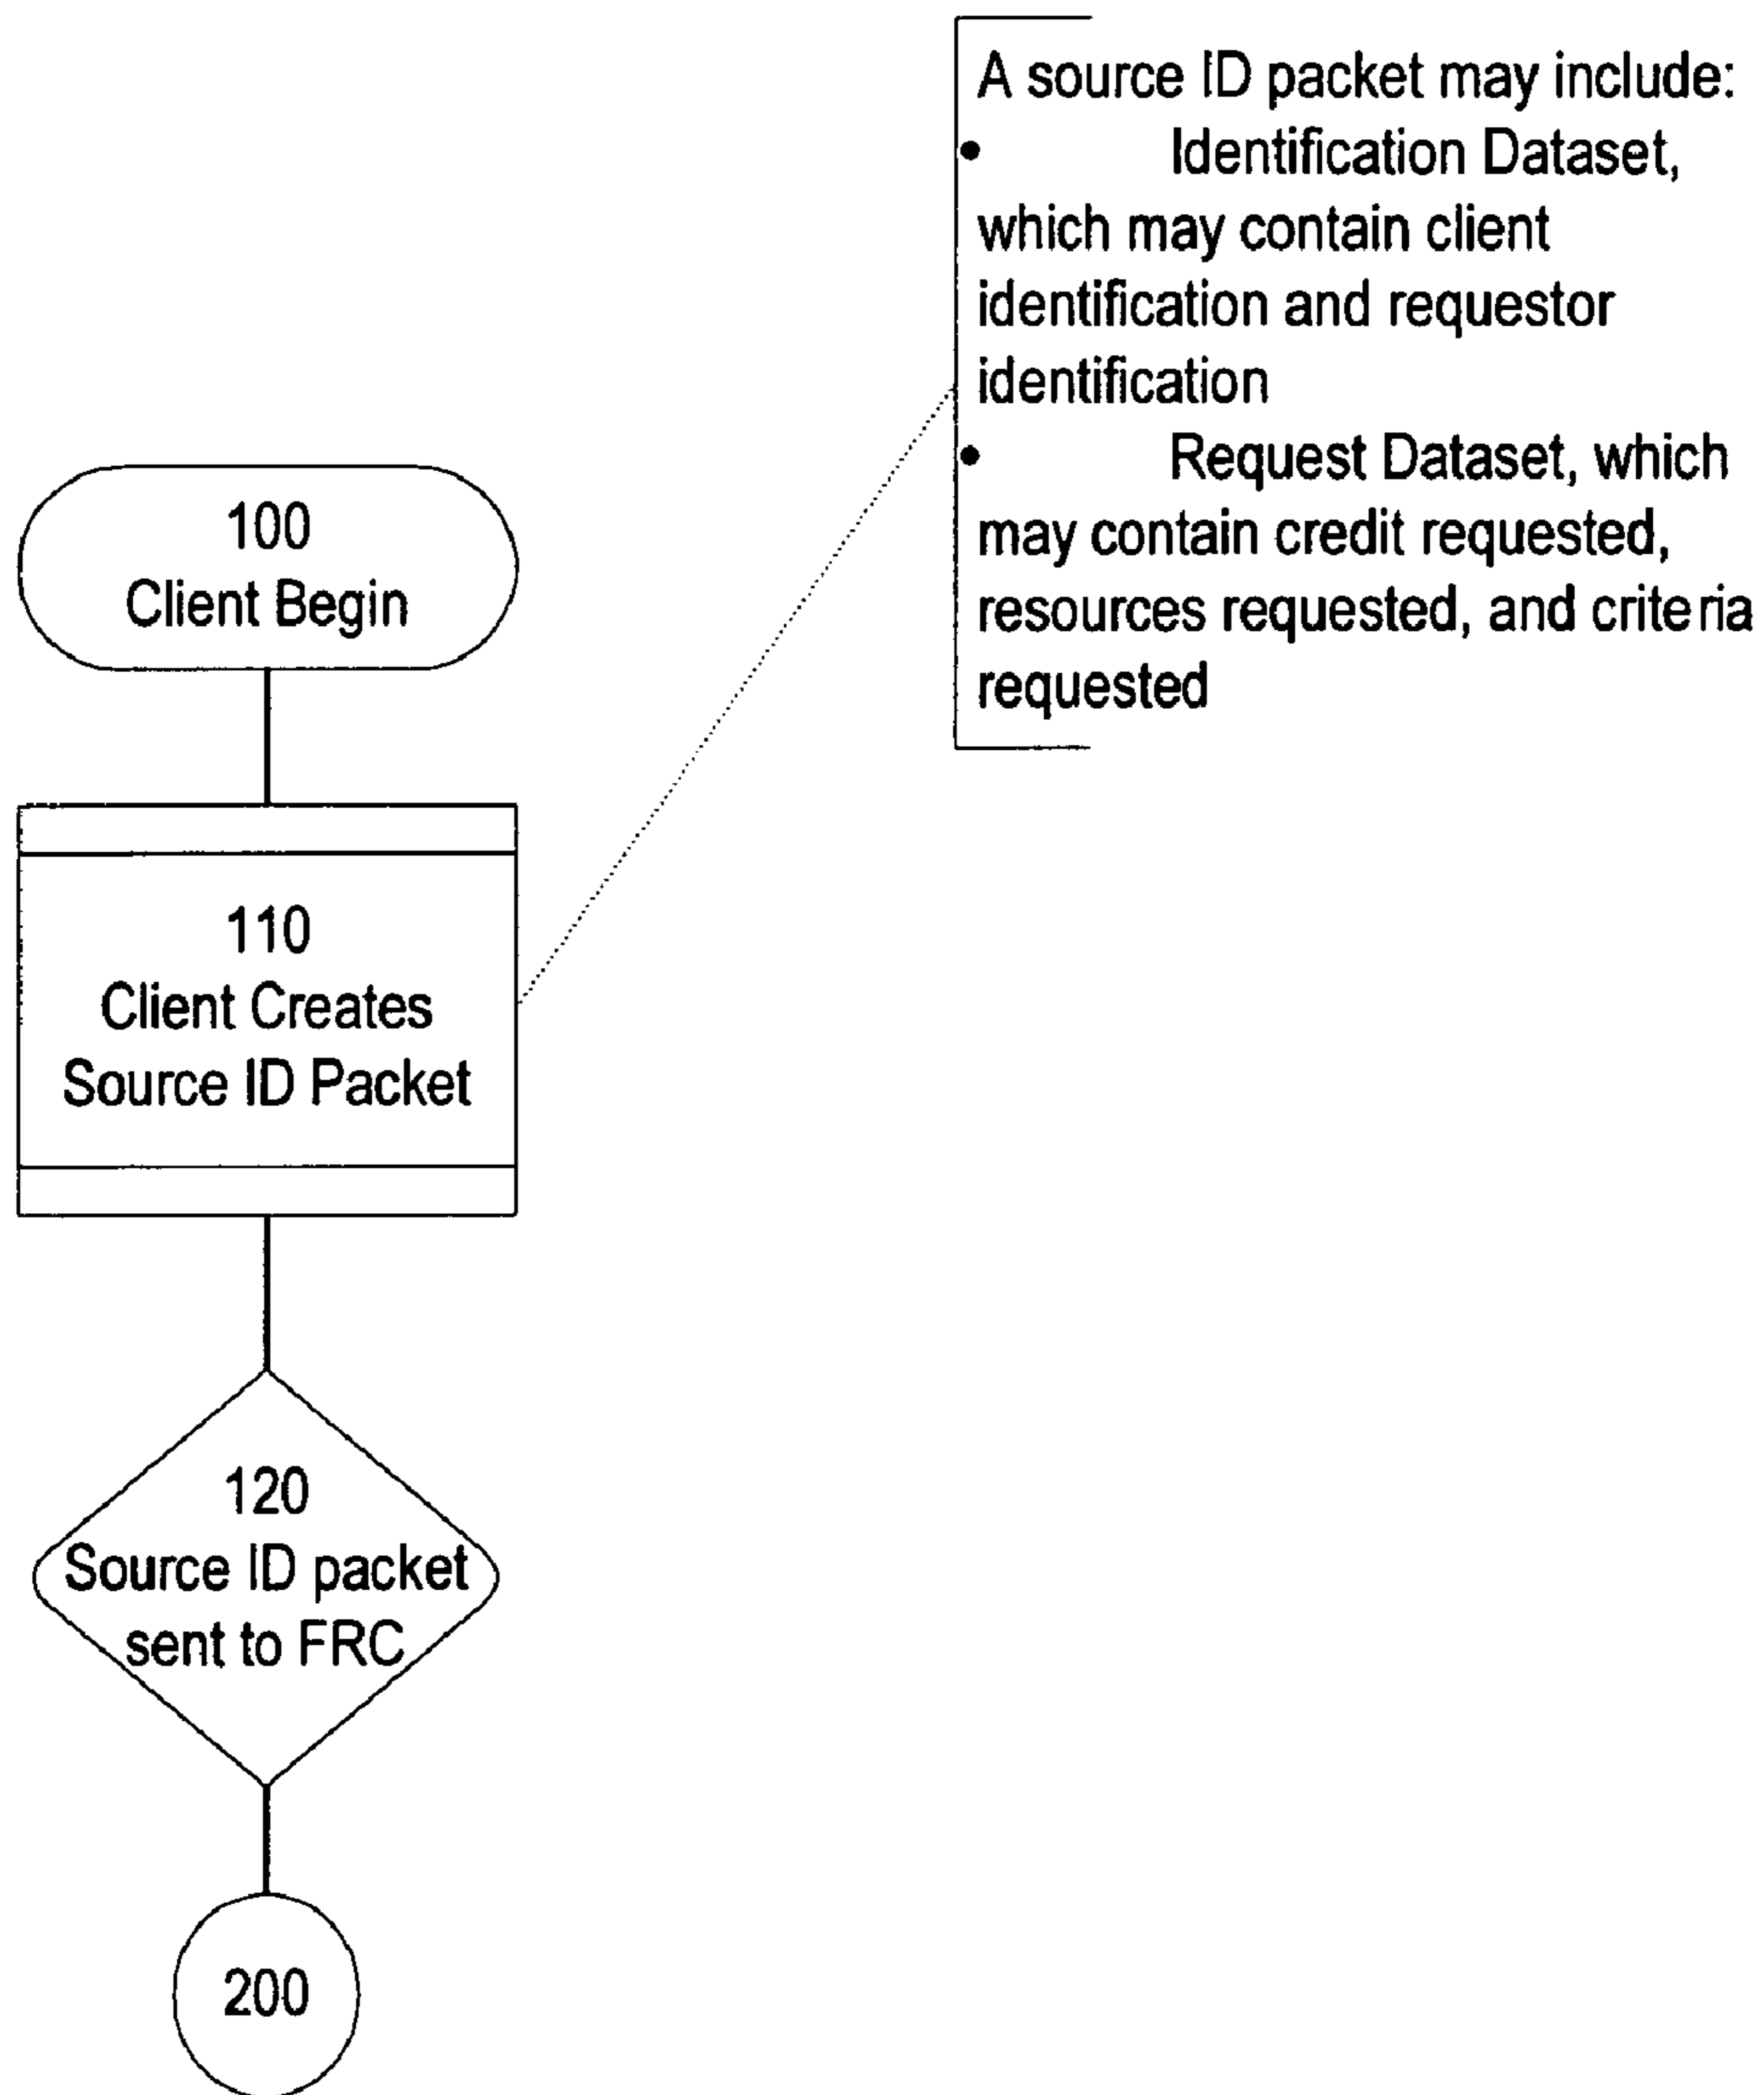 A source ID packet may include:
• Identification Dataset,
which may contain client
identification and requestor
identification
• Request Dataset, which
may contain credit requested,
resources requested, and criteria
requested
100
Client Begin
110
Client Creates
Source ID Packet
120
Source ID packet
sent to FRC
200